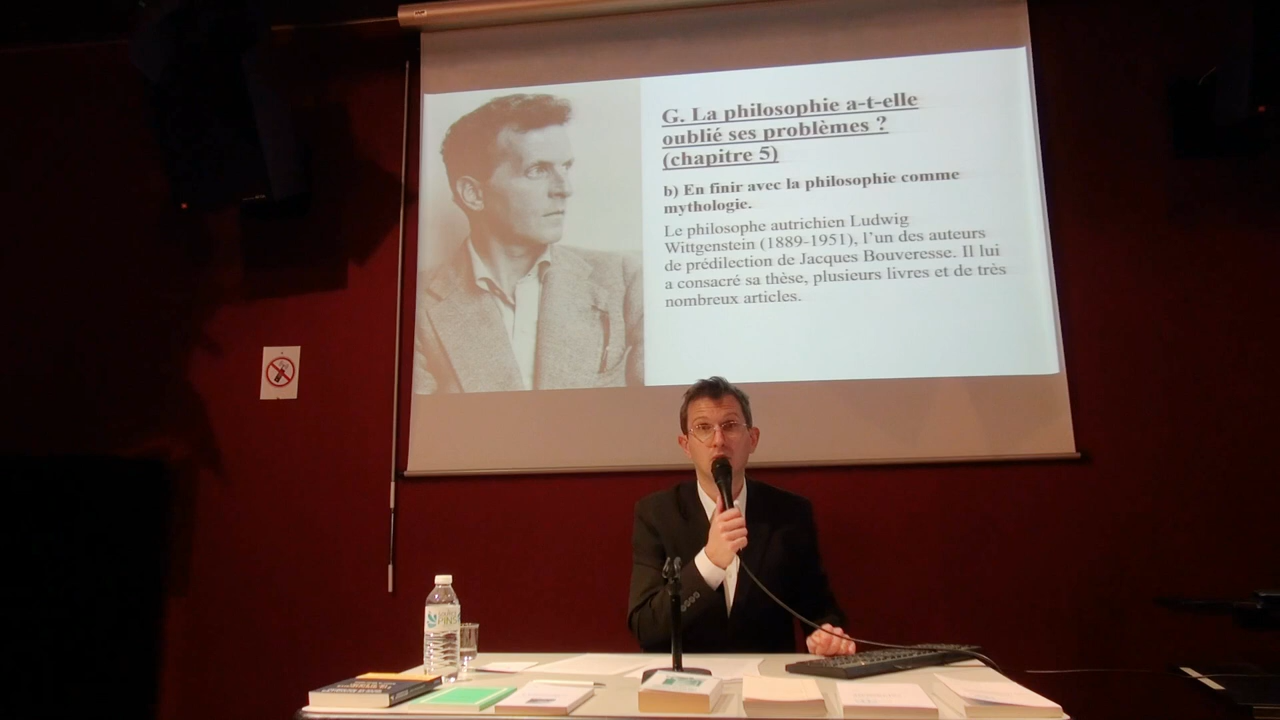 G. La philosophie a-t-elle
oublié ses problèmes ?
(chapitre 5)
b) En finir avec la philosophie comme
mythologie.
Le philosophe autrichien Ludwig
Wittgenstein (1889-1951), l'un des auteurs
de prédilection de Jacques Bouveresse. Il lui
a consacré sa thèse, plusieurs livres et de très
nombreux articles.